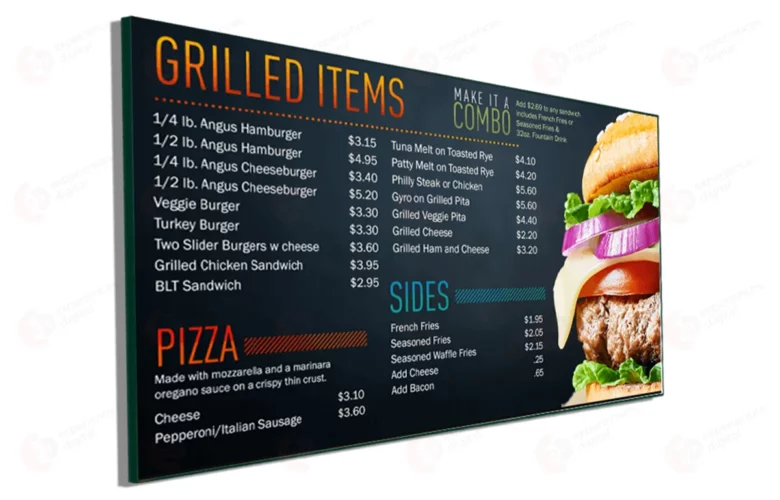 GRILLED ITEMS
MAKE IT A
COMBO
Add $2.69 to any sandwich
includes French Fries or
Seasoned Fries &
32oz. Fountain Drink
1/4 lb. Angus Hamburger $3.15
1/2 lb. Angus Hamburger $4.95
1/4 lb. Angus Cheeseburger $3.40
1/2 lb. Angus Cheeseburger $5.20
Veggie Burger $3.30
Turkey Burger $3.30
Two Slider Burgers w cheese $3.60
Grilled Chicken Sandwich $3.95
BLT Sandwich $2.95
Tuna Melt on Toasted Rye $4.10
Patty Melt on Toasted Rye $4.20
Philly Steak or Chicken $5.60
Gyro on Grilled Pita $5.60
Grilled Veggie Pita $4.40
Grilled Cheese $2.20
Grilled Ham and Cheese $3.20
PIZZA
Made with mozzarella and a marinara
oregano sauce on a crispy thin crust.
Cheese $3.10
Pepperoni/Italian Sausage $3.60
SIDES
French Fries $1.95
Seasoned Fries $2.05
Seasoned Waffle Fries $2.15
Add Cheese .25
Add Bacon .65